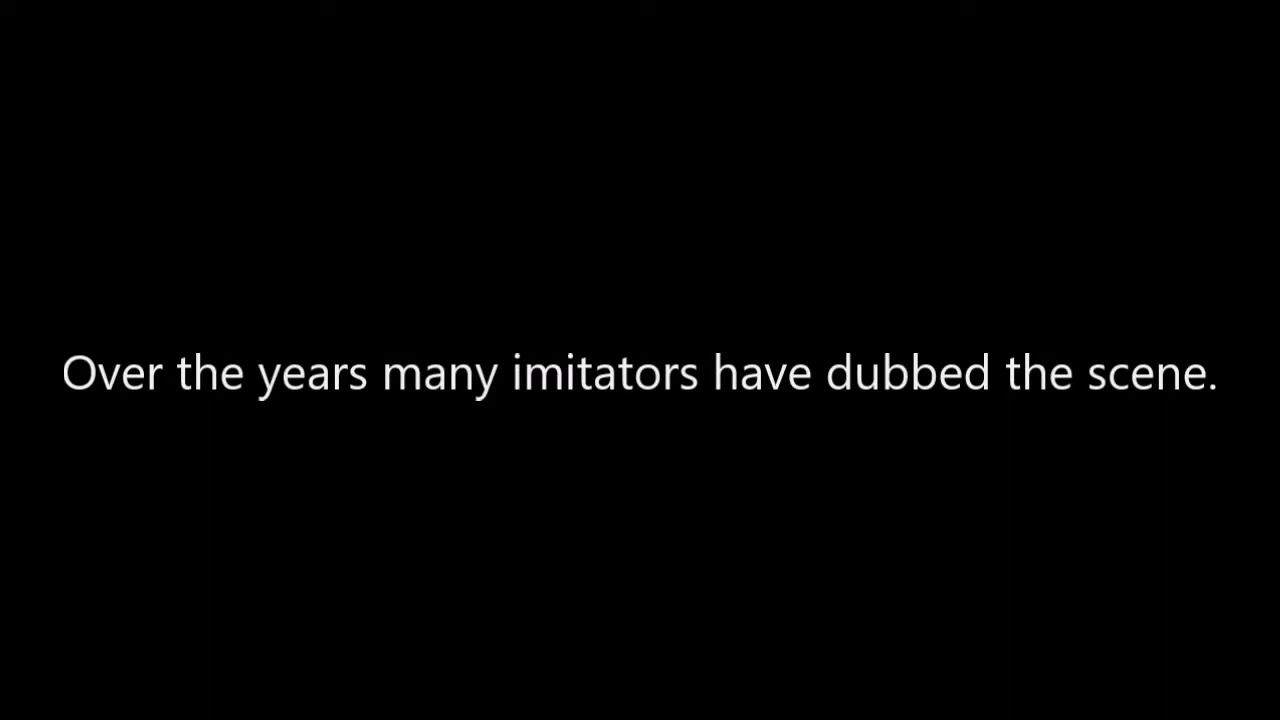 Over the years many imitators have dubbed the scene.